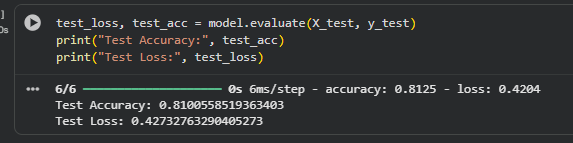 ]
0s
test_loss, test_acc = model.evaluate(X_test, y_test)
print("Test Accuracy:", test_acc)
print("Test Loss:", test_loss)
6/6 ━━━━━━━━━━━━━━━━━━━━ 0s 6ms/step - accuracy: 0.8125 - loss: 0.4204
Test Accuracy: 0.8100558519363403
Test Loss: 0.42732763290405273